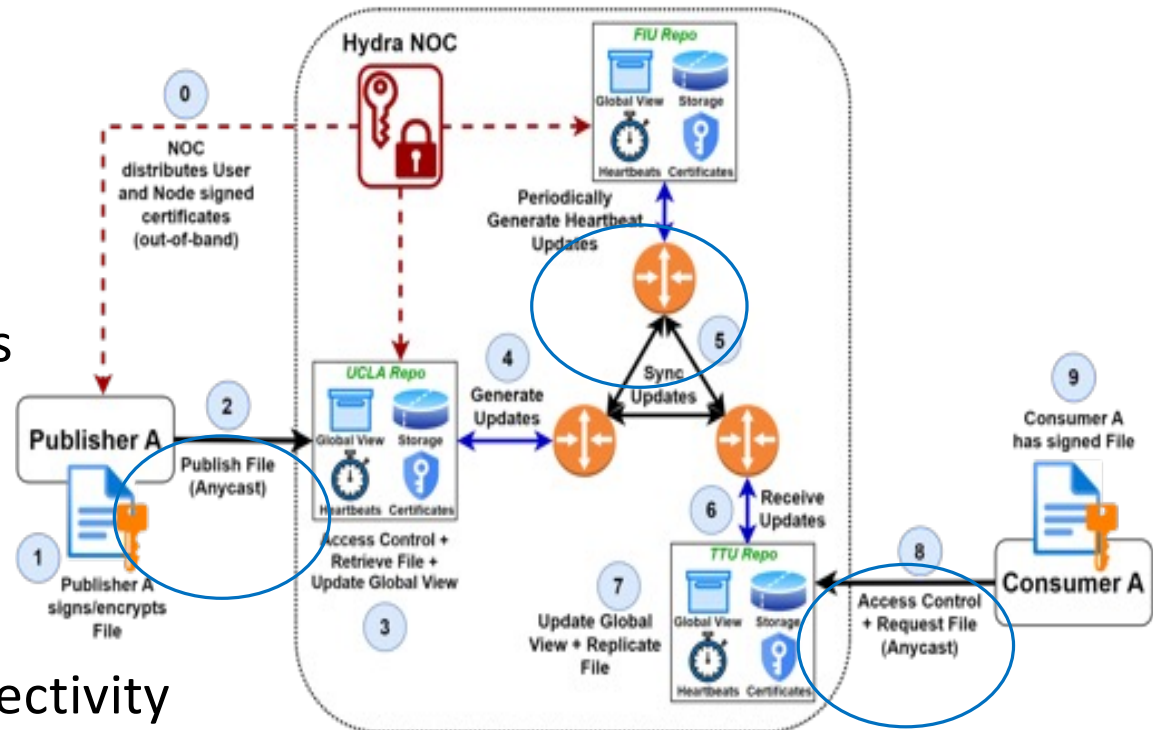 Hydra NOC
0
NOC
distributes User
and Node signed
certificates
(out-of-band)
FIU Repo
Global View Storage
Heartbeats Certificates
Periodically
Generate Heartbeat
Updates
s
Publisher A
1
Publisher A
signs/encrypts
File
2
Publish File
(Anycast)
UCLA Repo
Global View Storage
Heartbeats Certificates
Access Control +
Retrieve File +
Update Global View
3
4
Generate
Updates
5
Sync
Updates
6
Receive
Updates
7
Update Global
View + Replicate
File
TTU Repo
Global View Storage
Heartbeats Certificates
8
Access Control
+ Request File
(Anycast)
9
Consumer A
has signed File
Consumer A
ectivity